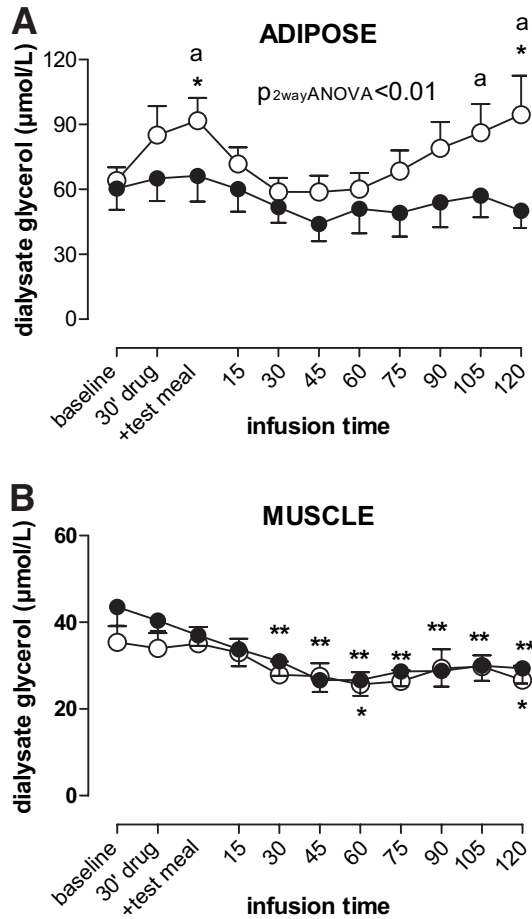 A
ADIPOSE
a
a
a
*
*
p2wayANOVA<0.01
dialysate glycerol (µmol/L)
120
90
60
30
0
baseline
30' drug
+test meal
15
30
45
60
75
90
105
120
infusion time
B
MUSCLE
dialysate glycerol (µmol/L)
60
40
20
0
**
**
**
**
**
**
**
*
*
baseline
30' drug
+test meal
15
30
45
60
75
90
105
120
infusion time